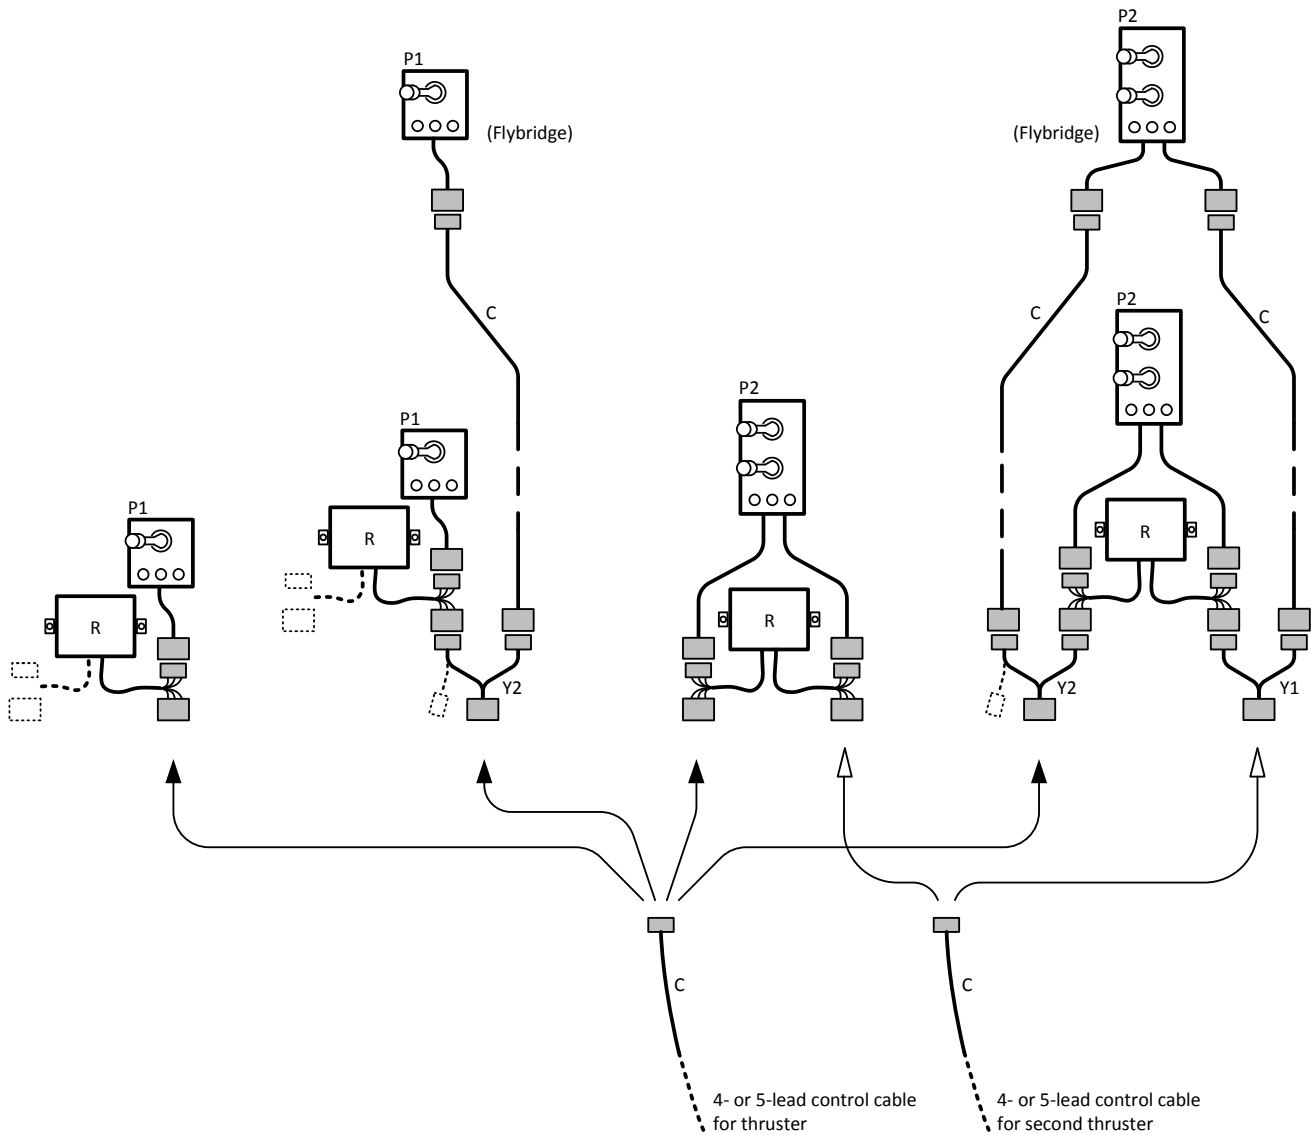 P2
P1
(Flybridge)
(Flybridge)
P2
C
C
C
P2
P1
P1
R
R
R
R
Y2
Y2
Y1
C
C
4- or 5-lead control cable
for thruster
4- or 5-lead control cable
for second thruster